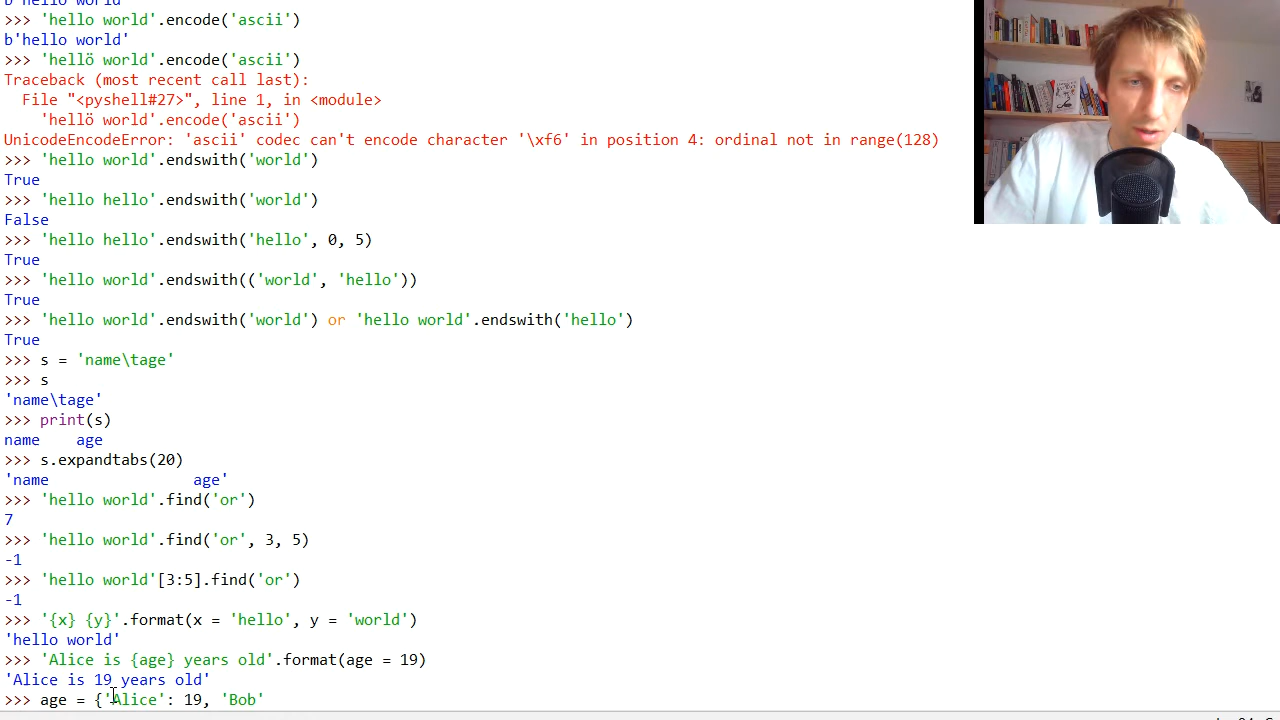 b'hello world'
>>> 'hello world'.encode('ascii')
b'hello world'
>>> 'hellö world'.encode('ascii')
Traceback (most recent call last):
  File "<pyshell#27>", line 1, in <module>
    'hellö world'.encode('ascii')
UnicodeEncodeError: 'ascii' codec can't encode character '\xf6' in position 4: ordinal not in range(128)
>>> 'hello world'.endswith('world')
True
>>> 'hello hello'.endswith('world')
False
>>> 'hello hello'.endswith('hello', 0, 5)
True
>>> 'hello world'.endswith(('world', 'hello'))
True
>>> 'hello world'.endswith('world') or 'hello world'.endswith('hello')
True
>>> s = 'name\tage'
>>> s
'name\tage'
>>> print(s)
name    age
>>> s.expandtabs(20)
'name                age'
>>> 'hello world'.find('or')
7
>>> 'hello world'.find('or', 3, 5)
-1
>>> 'hello world'[3:5].find('or')
-1
>>> '{x} {y}'.format(x = 'hello', y = 'world')
'hello world'
>>> 'Alice is {age} years old'.format(age = 19)
'Alice is 19 years old'
>>> age = {'Alice': 19, 'Bob'